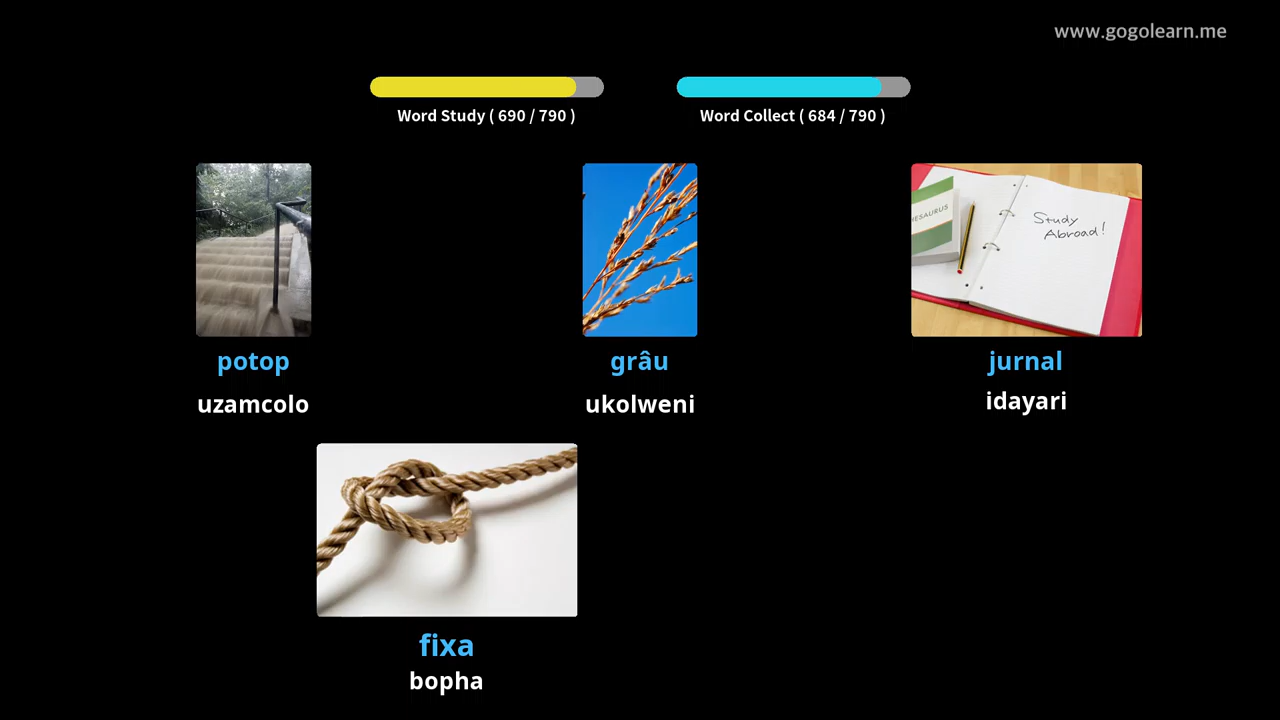 www.gogolearn.me
Word Study ( 690 / 790 )
Word Collect ( 684 / 790 )
HESAURUS
Study
Abroad!
potop
grâu
jurnal
uzamcolo
ukolweni
idayari
fixa
bopha